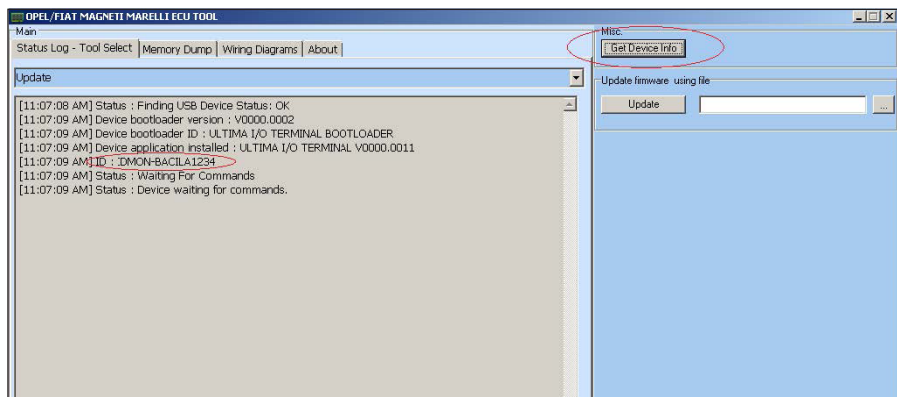 OPEL/FIAT MAGNETI MARELLI ECU TOOL
Main
Status Log - Tool Select
Memory Dump
Wiring Diagrams
About
Update
[11:07:08 AM] Status : Finding USB Device Status: OK
[11:07:09 AM] Device bootloader version : V0000.0002
[11:07:09 AM] Device bootloader ID : ULTIMA I/O TERMINAL BOOTLOADER
[11:07:09 AM] Device application installed : ULTIMA I/O TERMINAL V0000.0011
[11:07:09 AM] ID : :DMON-BACILA1234
[11:07:09 AM] Status : Waiting For Commands
[11:07:09 AM] Status : Device waiting for commands.
Misc.
Get Device Info
Update firmware using file
Update
...